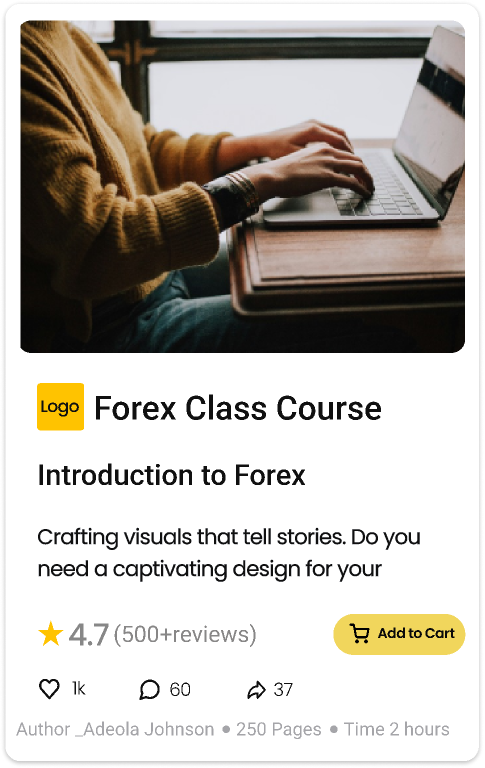 Logo Forex Class Course
Introduction to Forex
Crafting visuals that tell stories. Do you
need a captivating design for your
4.7 (500+reviews) Add to Cart
1k 60 37
Author _Adeola Johnson • 250 Pages • Time 2 hours